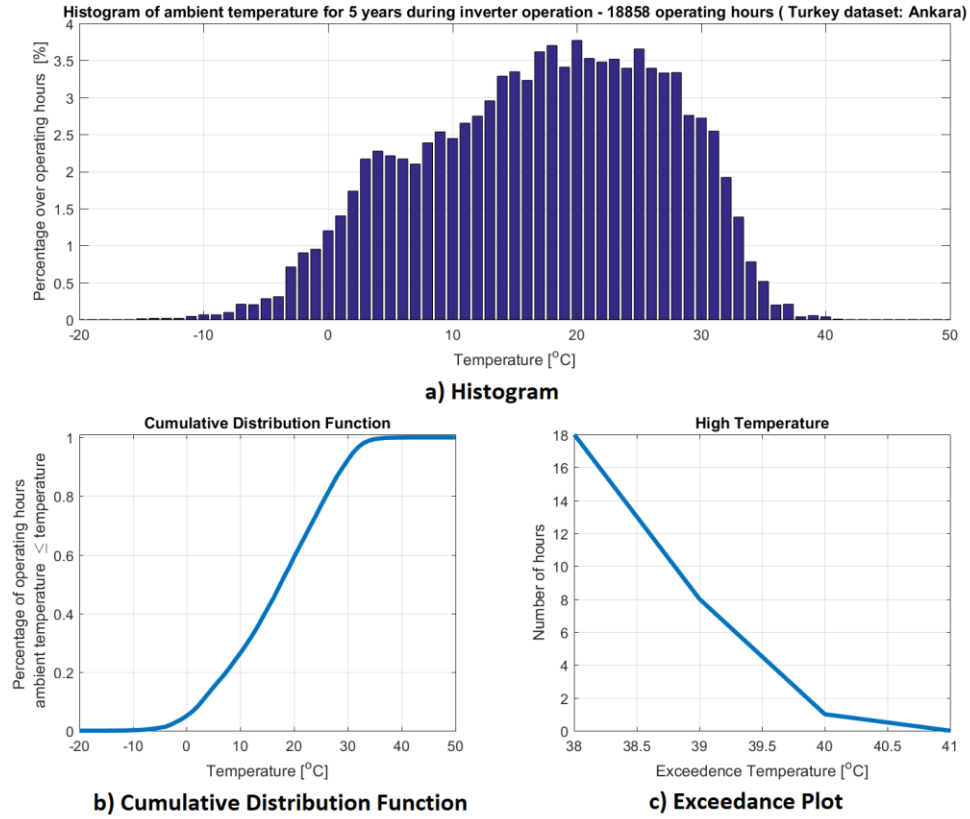 Histogram of ambient temperature for 5 years during inverter operation - 18858 operating hours ( Turkey dataset: Ankara)
Percentage over operating hours [%]
4
3.5
3
2.5
2
1.5
1
0.5
0
-20 -10 0 10 20 30 40 50
Temperature [°C]
a) Histogram
Cumulative Distribution Function
Percentage of operating hours
ambient temperature ≤ temperature
1
0.8
0.6
0.4
0.2
0
-20 -10 0 10 20 30 40 50
Temperature [°C]
b) Cumulative Distribution Function
High Temperature
Number of hours
18
16
14
12
10
8
6
4
2
0
38 38.5 39 39.5 40 40.5 41
Exceedence Temperature [°C]
c) Exceedance Plot